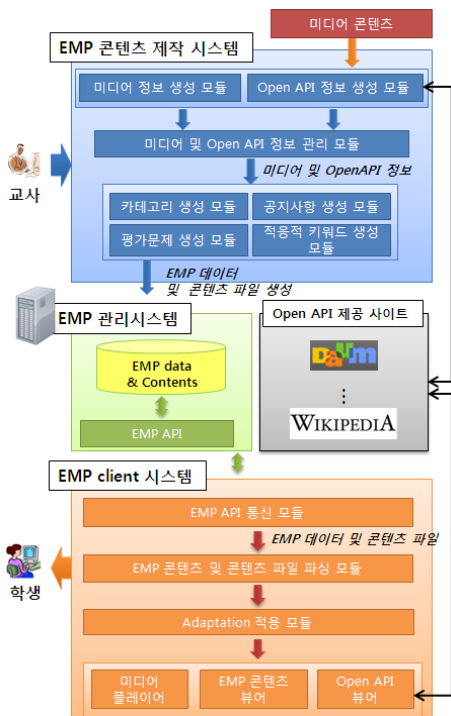 미디어 콘텐츠
EMP 콘텐츠 제작 시스템
미디어 정보 생성 모듈
Open API 정보 생성 모듈
미디어 및 Open API 정보 관리 모듈
미디어 및 OpenAPI 정보
교사
카테고리 생성 모듈
공지사항 생성 모듈
평가문제 생성 모듈
적응적 키워드 생성
모듈
EMP 데이터
및 콘텐츠 파일 생성
EMP 관리시스템
Open API 제공 사이트
EMP data
& Contents
EMP API
Daum
⋮
WIKIPEDIA
EMP client 시스템
EMP API 통신 모듈
EMP 데이터 및 콘텐츠 파일
EMP 콘텐츠 및 콘텐츠 파일 파싱 모듈
학생
Adaptation 적용 모듈
미디어
플레이어
EMP 콘텐츠
뷰어
Open API
뷰어